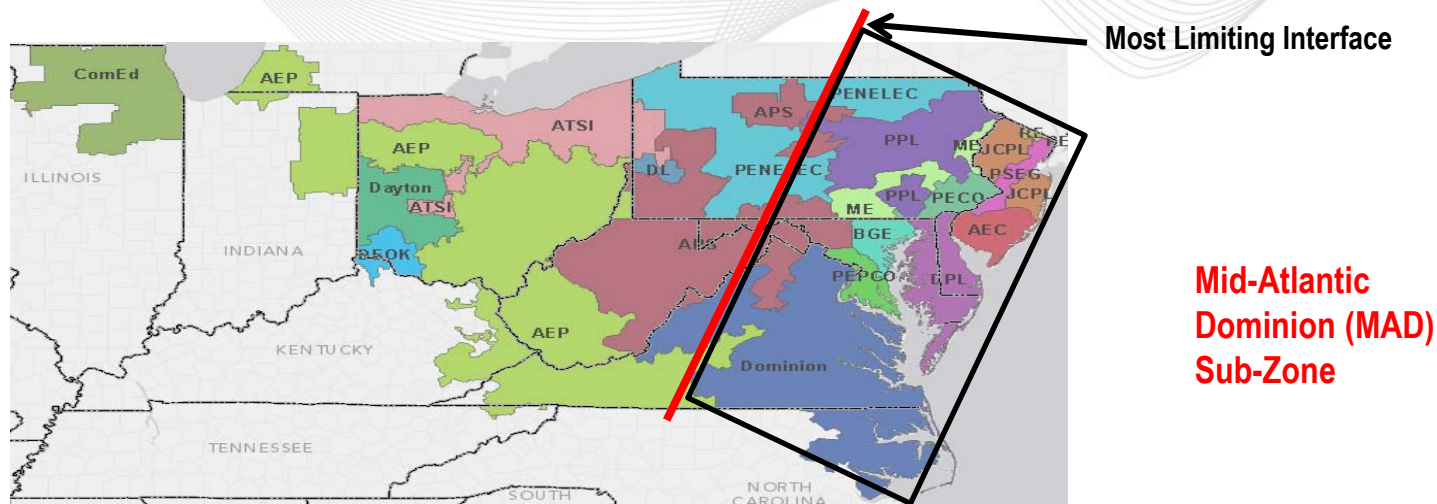 Most Limiting Interface
ComEd
AEP
PENELEC
APS
ATSI
PPL
ME
RE
JCPL
AEP
DL
PENELEC
PSEG
ILLINOIS
Dayton
PPL
PECO
JCPL
ATSI
ME
AEC
BGE
INDIANA
DEOK
APS
PEPCO
DPL
Mid-Atlantic
Dominion (MAD)
Sub-Zone
AEP
KENTUCKY
Dominion
TENNESSEE
NORTH
CAROLINA
SOUTH